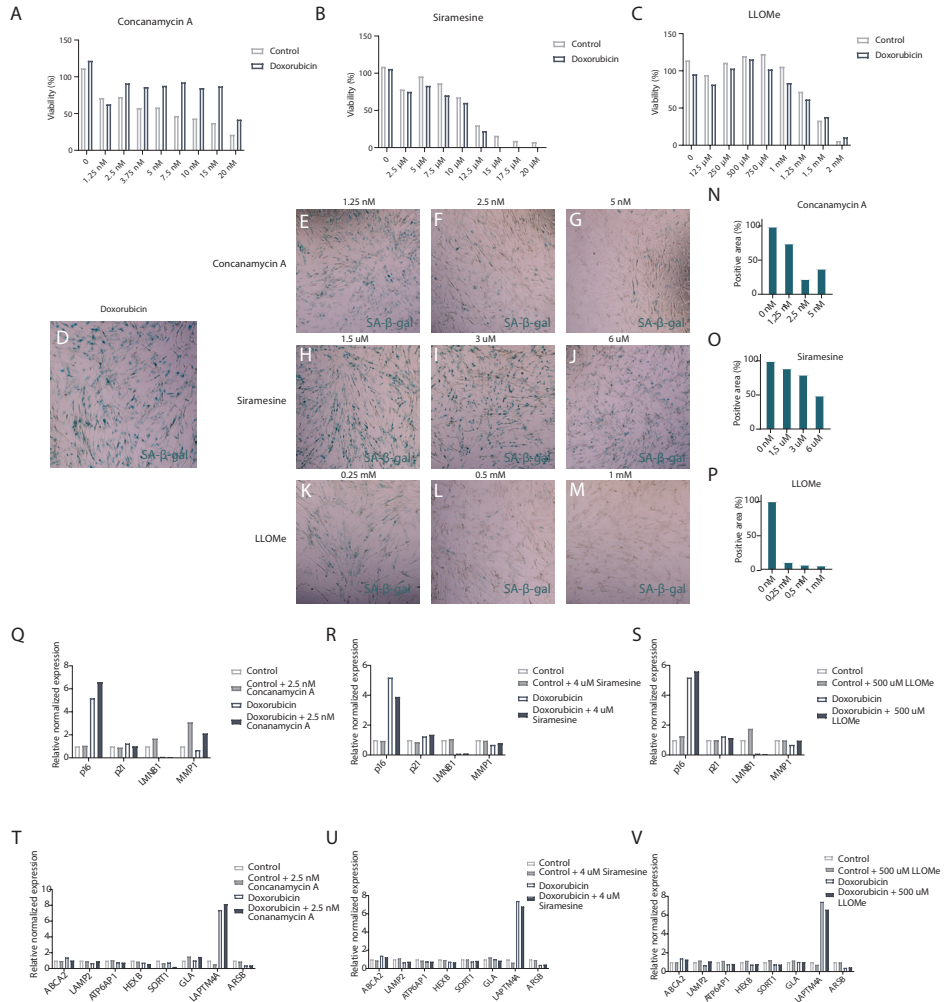 A
Concanamycin A
Viability (%)
150
100
50
0
0
1.25 nM
2.5 nM
3.75 nM
5 nM
7.5 nM
10 nM
15 nM
20 nM
Control
Doxorubicin
B
Siramesine
Viability (%)
150
100
50
0
0
2.5 µM
5 µM
7.5 µM
10 µM
12.5 µM
15 µM
17.5 µM
20 µM
Control
Doxorubicin
C
LLOMe
Viability (%)
150
100
50
0
0
125 µM
250 µM
500 µM
750 µM
1 mM
1.25 mM
1.5 mM
2 mM
Control
Doxorubicin
Doxorubicin
D
SA-β-gal
1.25 nM
2.5 nM
5 nM
Concanamycin A
E
SA-β-gal
F
SA-β-gal
G
SA-β-gal
1.5 uM
3 uM
6 uM
Siramesine
H
SA-β-gal
I
SA-β-gal
J
SA-β-gal
0.25 mM
0.5 mM
1 mM
LLOMe
K
SA-β-gal
L
SA-β-gal
M
SA-β-gal
N
Concanamycin A
Positive area (%)
100
50
0
0 nM
1,25 nM
2,5 nM
5 nM
O
Siramesine
Positive area (%)
100
50
0
0 nM
1,5 uM
3 uM
6 uM
P
LLOMe
Positive area (%)
100
50
0
0 nM
0,25 mM
0,5 mM
1 mM
Q
Relative normalized expression
8
6
4
2
0
p16
p21
LMNB1
MMP1
Control
Control + 2.5 nM
Concanamycin A
Doxorubicin
Doxorubicin + 2.5 nM
Conanamycin A
R
Relative normalized expression
6
4
2
0
p16
p21
LMNB1
MMP1
Control
Control + 4 uM Siramesine
Doxorubicin
Doxorubicin + 4 uM
Siramesine
S
Relative normalized expression
6
4
2
0
p16
p21
LMNB1
MMP1
Control
Control + 500 uM LLOMe
Doxorubicin
Doxorubicin + 500 uM
LLOMe
T
Relative normalized expression
10
8
6
4
2
0
ABCA2
LAMP2
ATP6AP1
HEXB
SORT1
GLA
LAPTM4A
ARSB
Control
Control + 2.5 nM
Concanamycin A
Doxorubicin
Doxorubicin + 2.5 nM
Conanamycin A
U
Relative normalized expression
8
6
4
2
0
ABCA2
LAMP2
ATP6AP1
HEXB
SORT1
GLA
LAPTM4A
ARSB
Control
Control + 4 uM Siramesine
Doxorubicin
Doxorubicin + 4 uM
Siramesine
V
Relative normalized expression
8
6
4
2
0
ABCA2
LAMP2
ATP6AP1
HEXB
SORT1
GLA
LAPTM4A
ARSB
Control
Control + 500 uM LLOMe
Doxorubicin
Doxorubicin + 500 uM
LLOMe